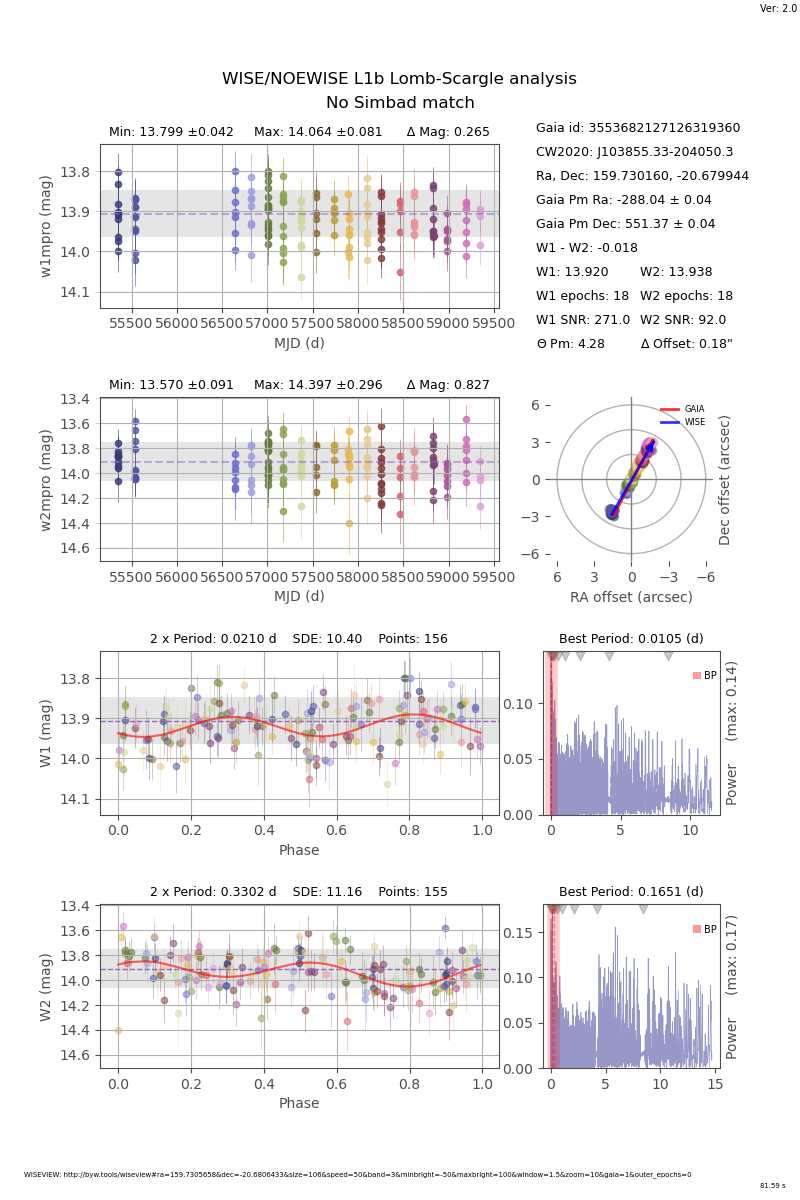 Ver: 2.0
WISE/NOEWISE L1b Lomb-Scargle analysis
No Simbad match
Min: 13.799 ±0.042 Max: 14.064 ±0.081 Δ Mag: 0.265
13.8
13.9
14.0
14.1
w1mpro (mag)
55500 56000 56500 57000 57500 58000 58500 59000 59500
MJD (d)
Gaia id: 3553682127126319360
CW2020: J103855.33-204050.3
Ra, Dec: 159.730160, -20.679944
Gaia Pm Ra: -288.04 ± 0.04
Gaia Pm Dec: 551.37 ± 0.04
W1 - W2: -0.018
W1: 13.920 W2: 13.938
W1 epochs: 18 W2 epochs: 18
W1 SNR: 271.0 W2 SNR: 92.0
Θ Pm: 4.28 Δ Offset: 0.18"
Min: 13.570 ±0.091 Max: 14.397 ±0.296 Δ Mag: 0.827
13.4
13.6
13.8
14.0
14.2
14.4
14.6
w2mpro (mag)
55500 56000 56500 57000 57500 58000 58500 59000 59500
MJD (d)
GAIA
WISE
6
3
0
−3
−6
6 3 0 −3 −6
RA offset (arcsec)
Dec offset (arcsec)
2 x Period: 0.0210 d SDE: 10.40 Points: 156
13.8
13.9
14.0
14.1
W1 (mag)
0.0 0.2 0.4 0.6 0.8 1.0
Phase
Best Period: 0.0105 (d)
BP
0.10
0.05
0.00
0 5 10
Power (max: 0.14)
2 x Period: 0.3302 d SDE: 11.16 Points: 155
13.4
13.6
13.8
14.0
14.2
14.4
14.6
W2 (mag)
0.0 0.2 0.4 0.6 0.8 1.0
Phase
Best Period: 0.1651 (d)
BP
0.15
0.10
0.05
0.00
0 5 10 15
Power (max: 0.17)
WISEVIEW: http://byw.tools/wiseview#ra=159.7305658&dec=-20.6806433&size=106&speed=50&band=3&minbright=-50&maxbright=100&window=1.5&zoom=10&gaia=1&outer_epochs=0
81.59 s